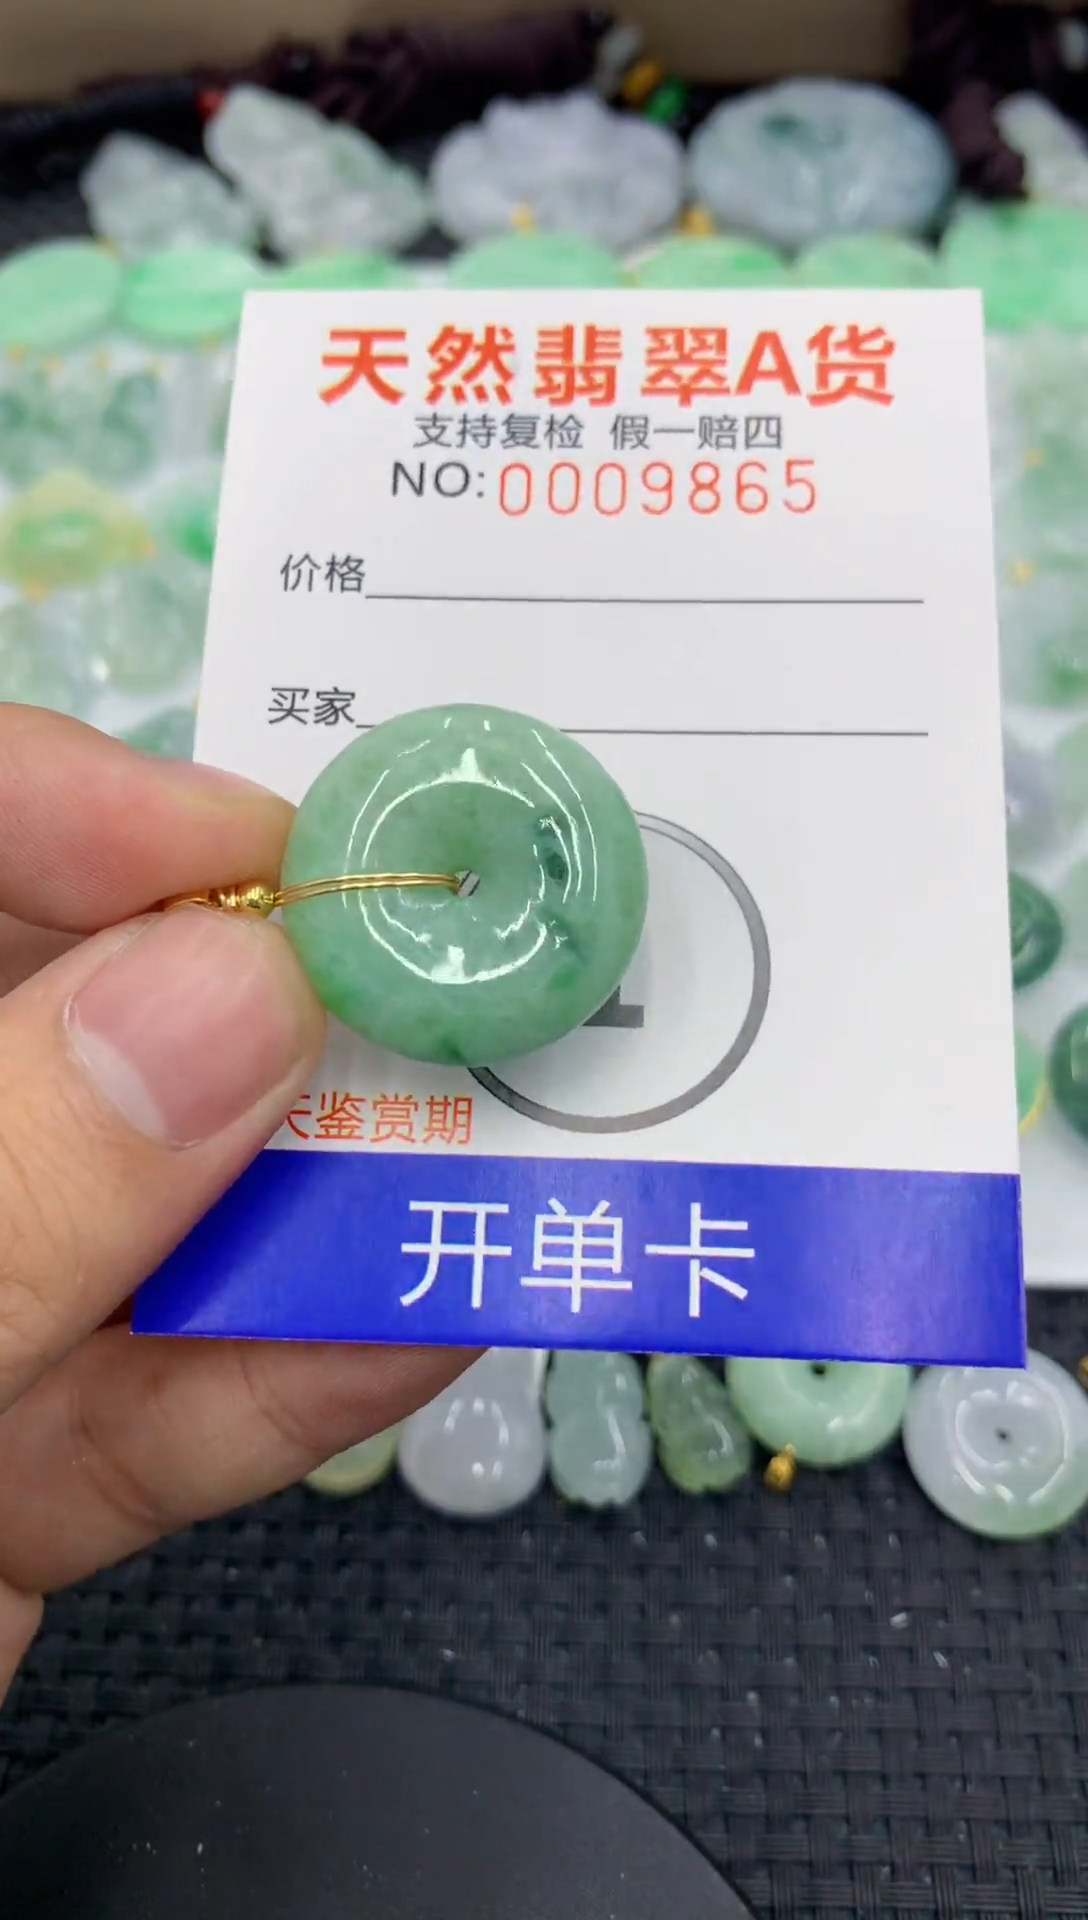 天然翡翠A货
支持复检 假一赔四
NO:0009865
价格
买家
天鉴赏期
开单卡